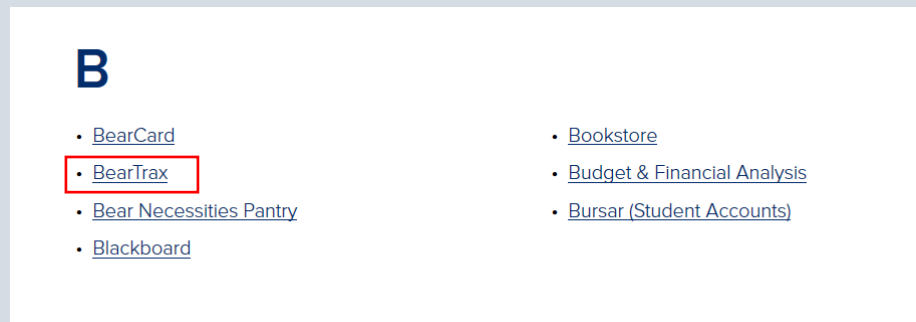 B
• BearCard
• BearTrax
• Bear Necessities Pantry
• Blackboard
• Bookstore
• Budget & Financial Analysis
• Bursar (Student Accounts)